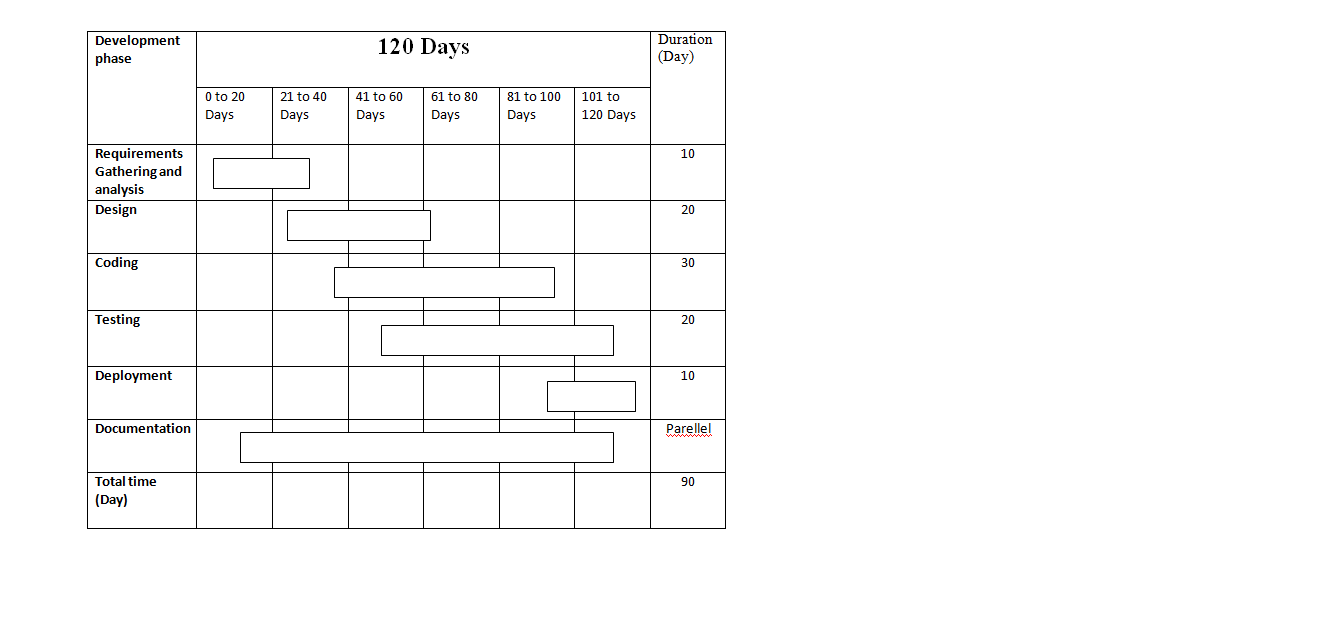 Development
phase
120 Days
Duration
(Day)
0 to 20
Days
21 to 40
Days
41 to 60
Days
61 to 80
Days
81 to 100
Days
101 to
120 Days
Requirements
Gathering and
analysis
10
Design
20
Coding
30
Testing
20
Deployment
10
Documentation
Parellel
Total time
(Day)
90